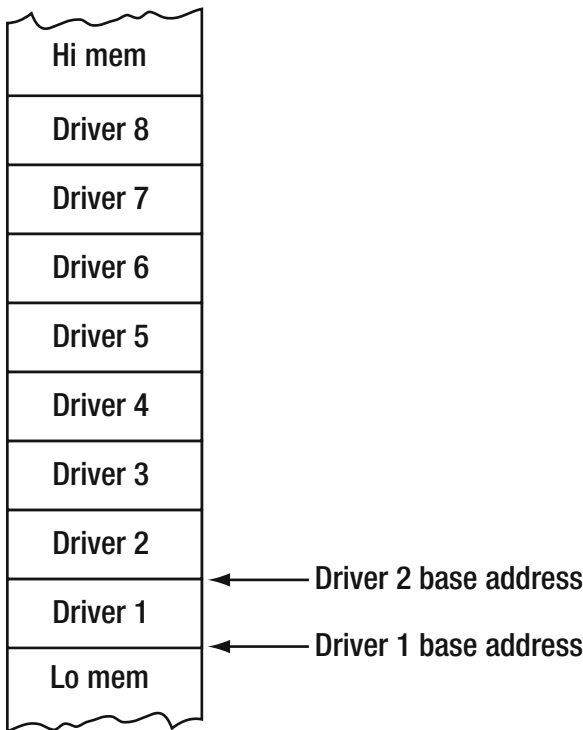 Hi mem
Driver 8
Driver 7
Driver 6
Driver 5
Driver 4
Driver 3
Driver 2
Driver 2 base address
Driver 1
Driver 1 base address
Lo mem